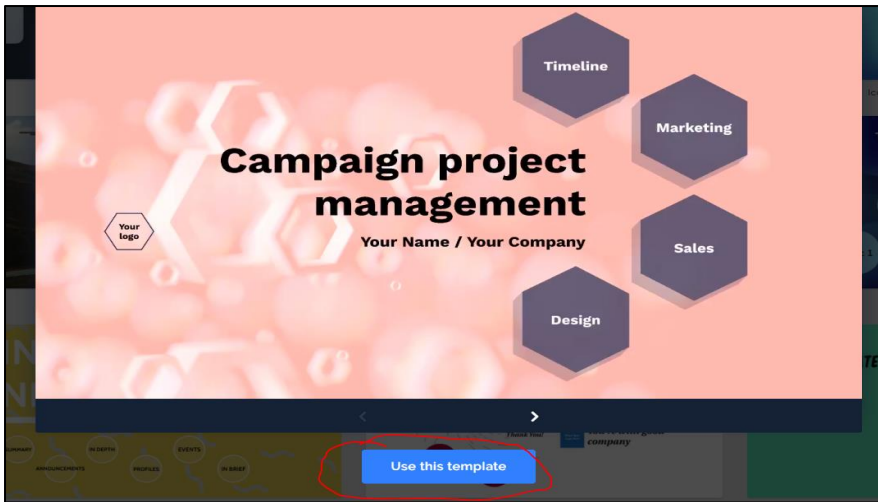 Timeline
Marketing
Campaign project
management
Your
logo
Your Name / Your Company
Sales
Design
Thank You!
company
SUMMARY
IN DEPTH
EVENTS
ANNOUNCEMENTS
PROFILES
IN BRIEF
Use this template